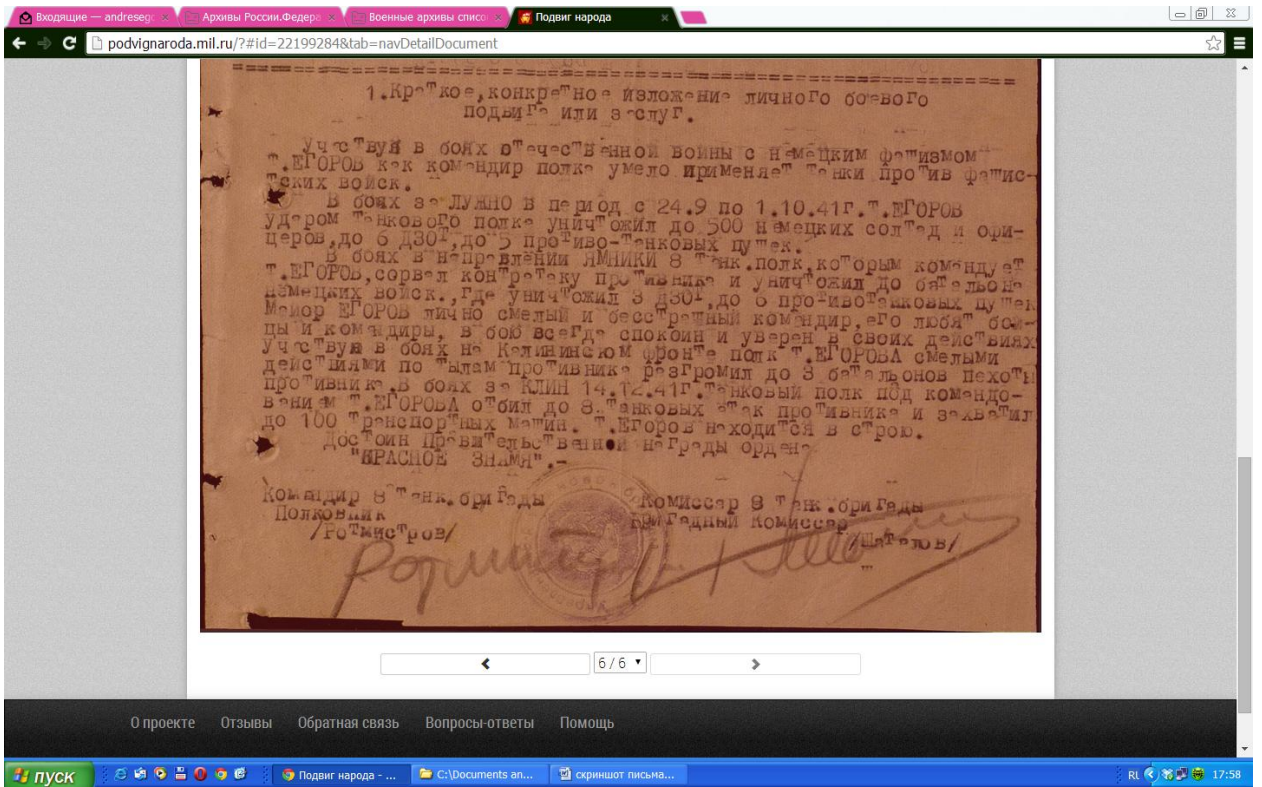 Входящие — andresego
Архивы России.Федера
Военные архивы списо
Подвиг народа
podvignaroda.mil.ru/?#id=22199284&tab=navDetailDocument
1.Краткое,конкретное изложение личного боевого
подвига или заслуг.
Участвуя в боях отечественной войны с немецким фашизмом
т.ЕГОРОВ как командир полка умело применяет танки против фашис-
тских войск.
В боях за ЛУЖНО в период с 24.9 по 1.10.41г.т.ЕГОРОВ
ударом танкового полка уничтожил до 500 немецких солтад и офи-
церов,до 6 ДЗОТ,до 5 противо-танковых пушек.
В боях в направлении ЯМНИКИ 8 танк.полк,которым командует
т.ЕГОРОВ,сорвал контратаку противника и уничтожил до батальона
немецких войск.,где уничтожил 3 ДЗОТ,до 6 противотанковых пушек
Майор ЕГОРОВ лично смелый и бесстрашный командир,его любят бой-
цы и командиры, в бою всегда спокоин и уверен в своих действиях
Участвуя в боях на Калининсюм фронте полк т.ЕГОРОВА смелыми
действиями по тылам противника разгромил до 3 батальонов пехоты
противника.В боях за КЛИН 14.12.41г.танковый полк под командо-
ванием т.ЕГОРОВА отбил до 8 танковых атак противника и захватил
до 100 транспортных машин. т.Егоров находится в строю.
Достоин Правительственной награды ордена
"КРАСНОЕ ЗНАМЯ".-
Командир 8 танк.бригады Комиссар 8 танк.бригады
Полковник Бригадный Комиссар
/Ротмистров/ /Шаталов/
6 / 6
О проекте Отзывы Обратная связь Вопросы-ответы Помощь
пуск Подвиг народа - ... C:\Documents an... скриншот письма... RL 17:58